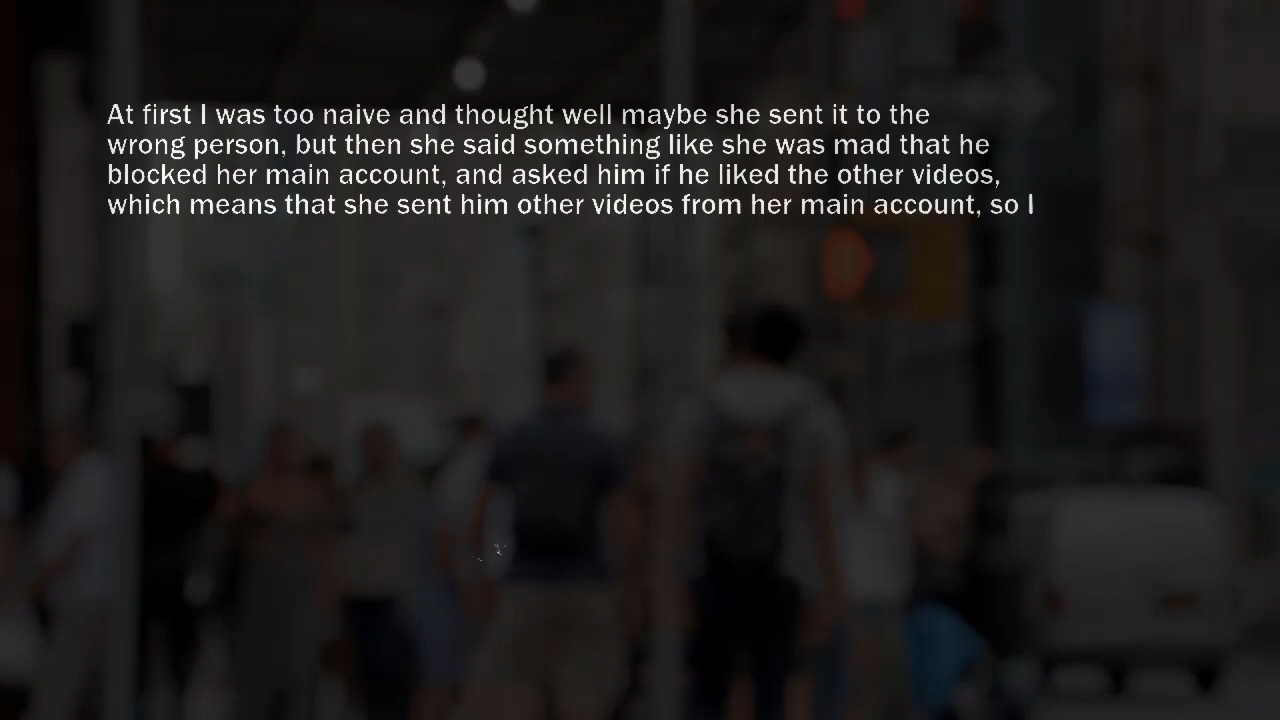 At first I was too naive and thought well maybe she sent it to the
wrong person, but then she said something like she was mad that he
blocked her main account, and asked him if he liked the other videos,
which means that she sent him other videos from her main account, so I